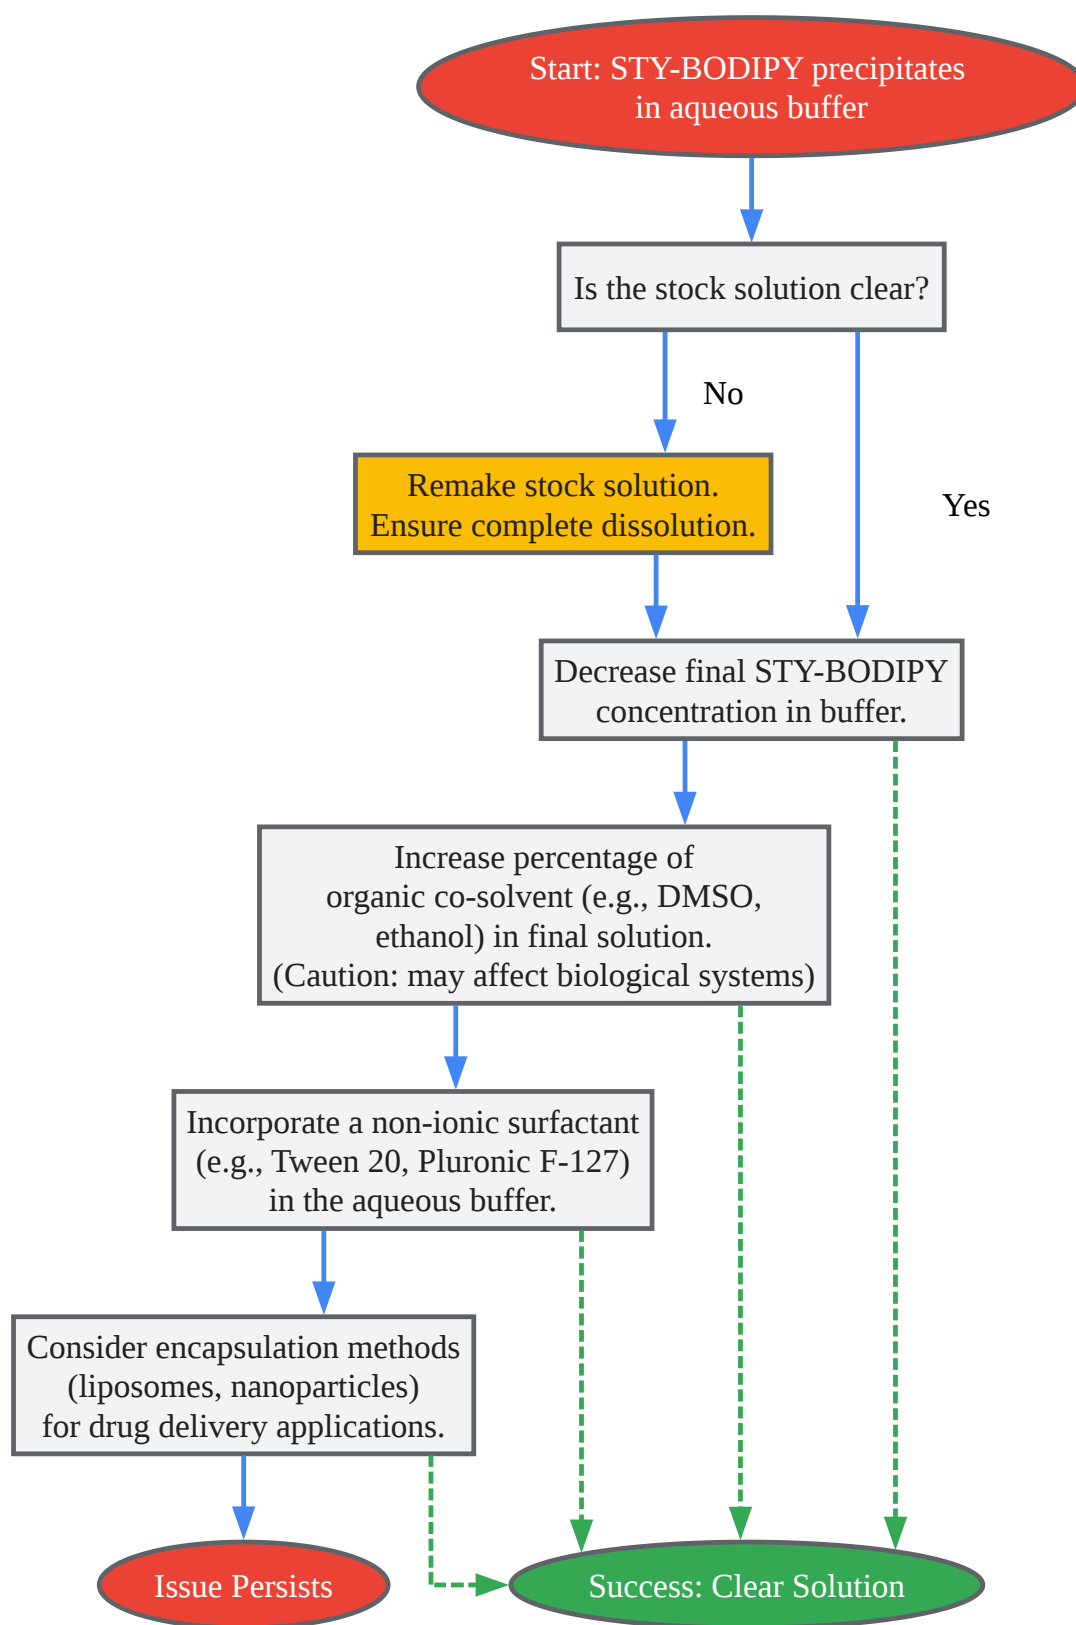 Start: STY-BODIPY precipitates
in aqueous buffer
Is the stock solution clear?
No
Remake stock solution.
Ensure complete dissolution.
Yes
Decrease final STY-BODIPY
concentration in buffer.
Increase percentage of
organic co-solvent (e.g., DMSO,
ethanol) in final solution.
(Caution: may affect biological systems)
Incorporate a non-ionic surfactant
(e.g., Tween 20, Pluronic F-127)
in the aqueous buffer.
Consider encapsulation methods
(liposomes, nanoparticles)
for drug delivery applications.
Issue Persists
Success: Clear Solution